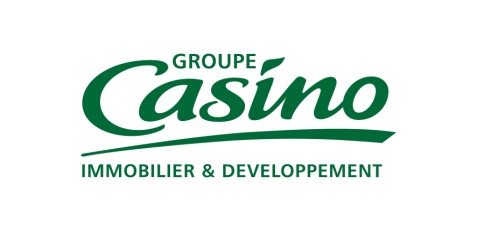 GROUPE
Casino
IMMOBILIER & DEVELOPPEMENT